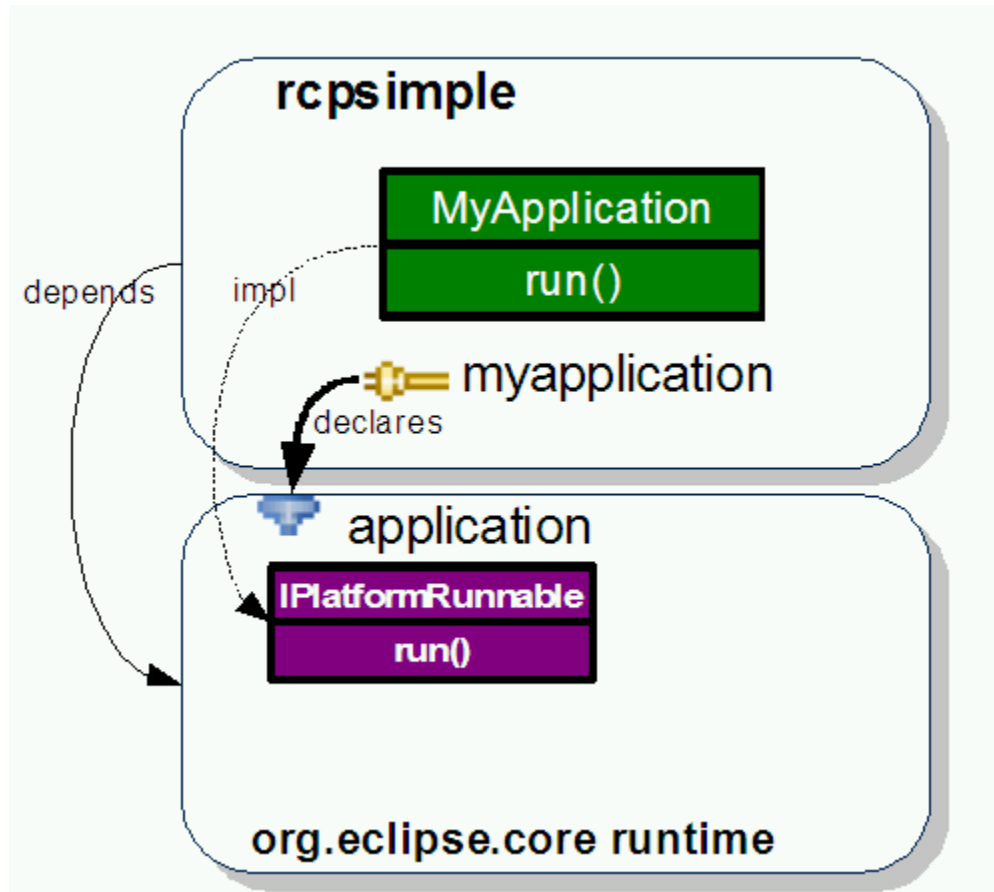 rcpsimple
MyApplication
run()
depends
impl
myapplication
declares
application
IPlatformRunnable
run()
org.eclipse.core runtime